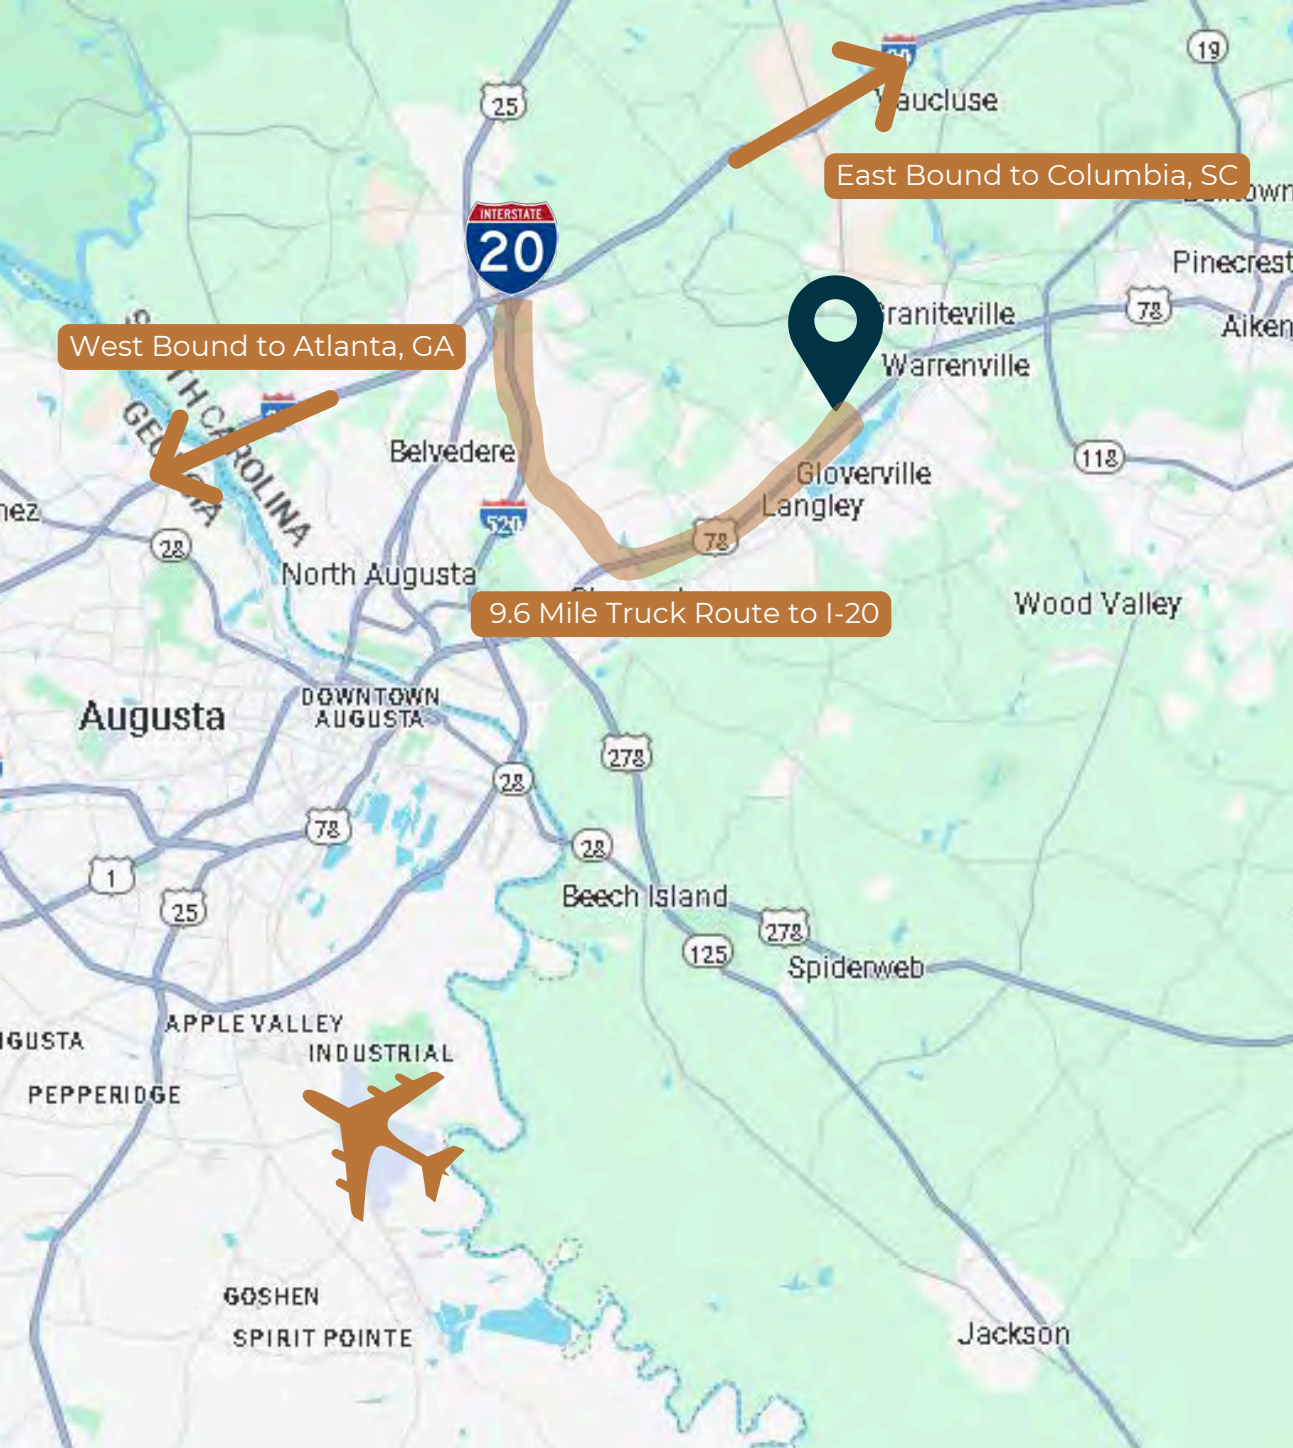 19
25
Vaucluse
East Bound to Columbia, SC
INTERSTATE
20
Pinecrest
78
Graniteville
Aiken
West Bound to Atlanta, GA
Warrenville
SOUTH CAROLINA
GEORGIA
Belvedere
118
Gloverville
Langley
520
78
28
North Augusta
9.6 Mile Truck Route to I-20
Wood Valley
Augusta
DOWNTOWN
AUGUSTA
278
28
78
28
1
25
Beech Island
278
125
Spiderweb
APPLE VALLEY
INDUSTRIAL
PEPPERIDGE
GOSHEN
SPIRIT POINTE
Jackson